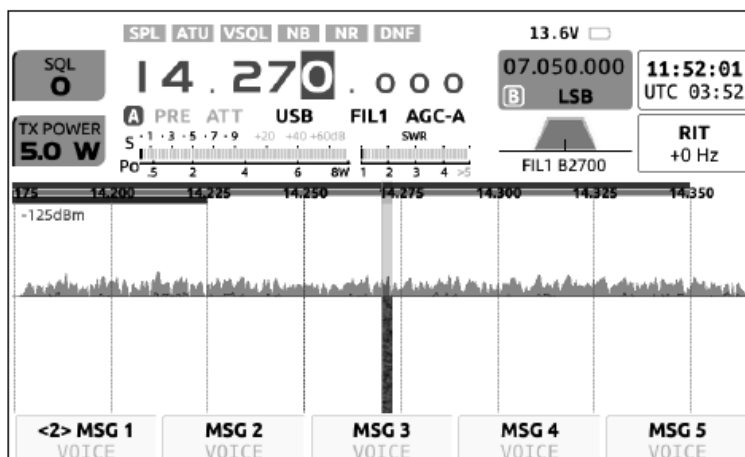 SPL ATU VSQL NB NR DNF
13.6V
SQL
0
14.270.000
07.050.000
B LSB
11:52:01
UTC 03:52
A PRE ATT USB FIL1 AGC-A
TX POWER
5.0 W
S ·1 ·3 ·5 ·7 ·9 +20 +40 +60dB
SWR
Po .5 2 4 6 8W
1 2 3 4 >5
FIL1 B2700
RIT
+0 Hz
175 14.200 14.225 14.250 14.275 14.300 14.325 14.350
-125dBm
<2> MSG 1 MSG 2 MSG 3 MSG 4 MSG 5
VOICE VOICE VOICE VOICE VOICE